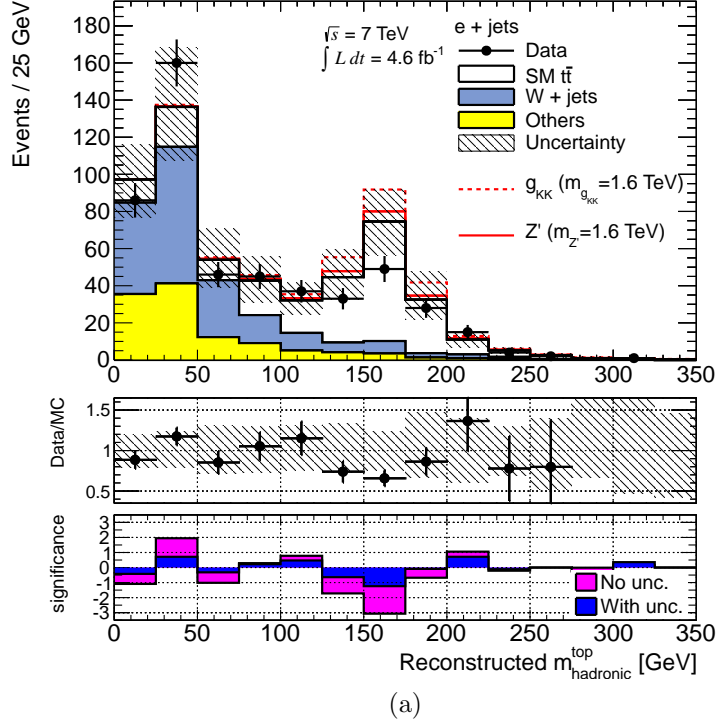 √s = 7 TeV
∫ L dt = 4.6 fb⁻¹
e + jets
Data
SM tt̄
W + jets
Others
Uncertainty
g_KK (m_g_KK=1.6 TeV)
Z' (m_Z'=1.6 TeV)
Events / 25 GeV
180
160
140
120
100
80
60
40
20
0
0 50 100 150 200 250 300 350
Data/MC
1.5
1
0.5
significance
3
2
1
0
-1
-2
-3
No unc.
With unc.
0 50 100 150 200 250 300 350
Reconstructed m^top_hadronic [GeV]
(a)